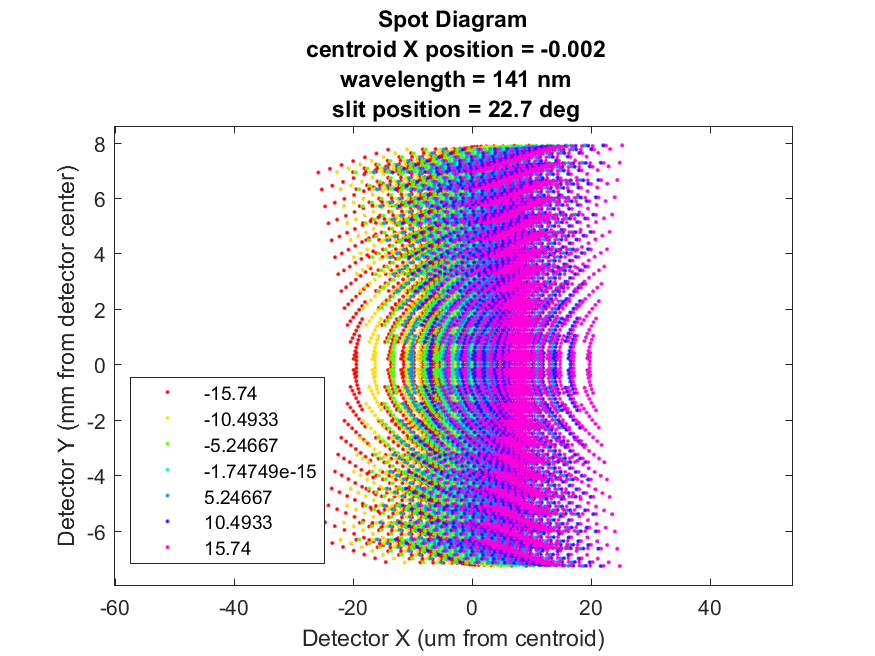 Spot Diagram
centroid X position = -0.002
wavelength = 141 nm
slit position = 22.7 deg
8
6
4
2
0
-2
-4
-6
Detector Y (mm from detector center)
-15.74
-10.4933
-5.24667
-1.74749e-15
5.24667
10.4933
15.74
-60 -40 -20 0 20 40
Detector X (um from centroid)